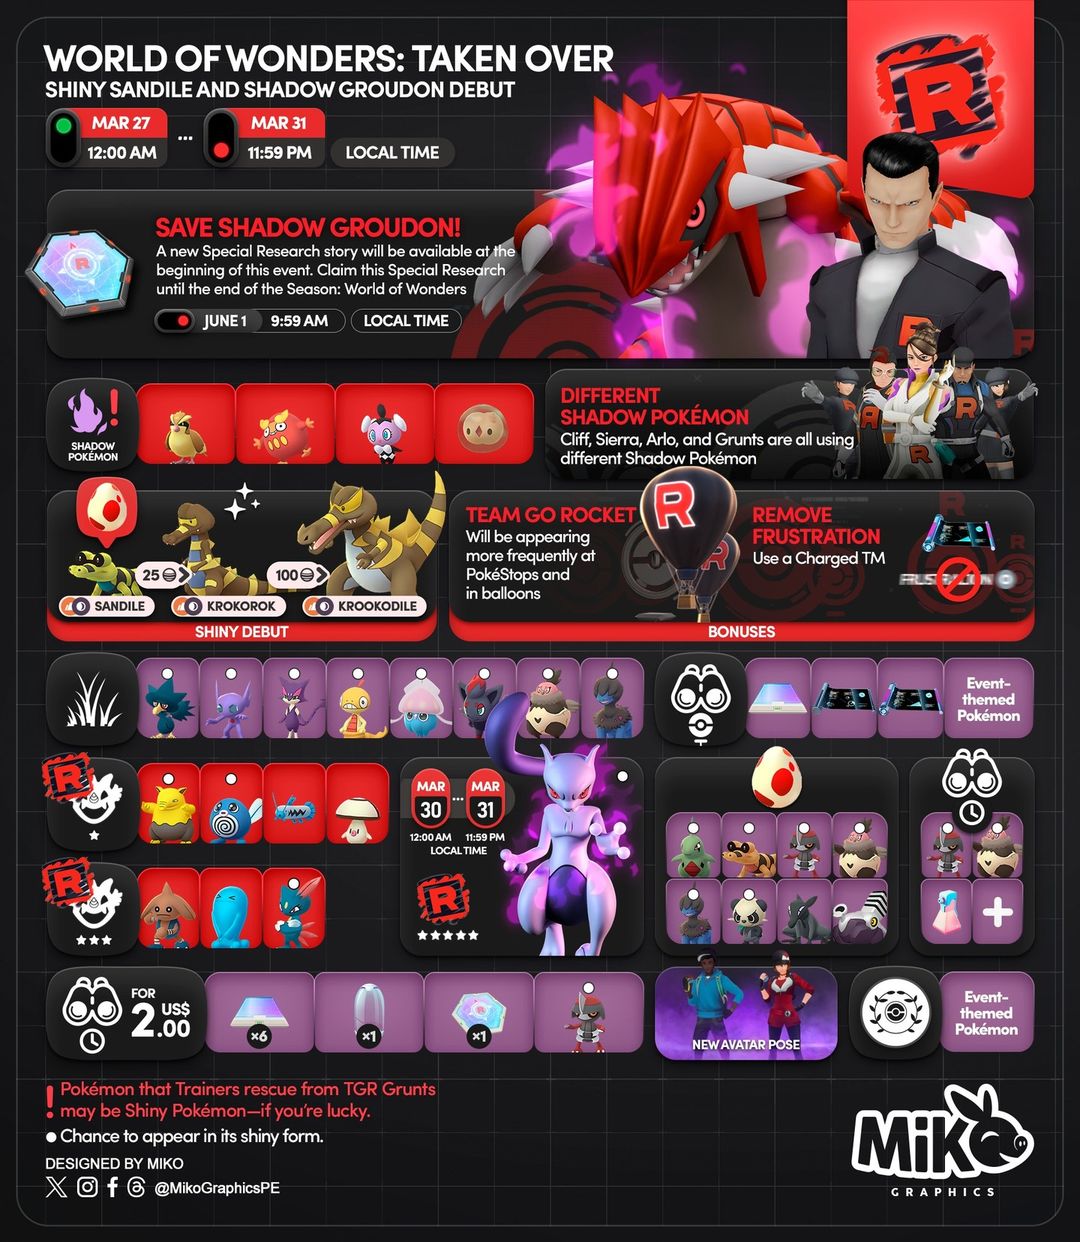 WORLD OF WONDERS: TAKEN OVER
SHINY SANDILE AND SHADOW GROUDON DEBUT
MAR 27
12:00 AM
...
MAR 31
11:59 PM
LOCAL TIME
R
SAVE SHADOW GROUDON!
A new Special Research story will be available at the
beginning of this event. Claim this Special Research
until the end of the Season: World of Wonders
JUNE 1
9:59 AM
LOCAL TIME
!
SHADOW
POKÉMON
DIFFERENT
SHADOW POKÉMON
Cliff, Sierra, Arlo, and Grunts are all using
different Shadow Pokémon
25
100
SANDILE
KROKOROK
KROOKODILE
SHINY DEBUT
TEAM GO ROCKET
Will be appearing
more frequently at
PokéStops and
in balloons
R
R
REMOVE
FRUSTRATION
Use a Charged TM
FRUSTRATION
BONUSES
Event-
themed
Pokémon
R
MAR
30
...
MAR
31
12:00 AM
11:59 PM
LOCAL TIME
R
R
+
FOR
2 US$
.00
x6
x1
x1
NEW AVATAR POSE
Event-
themed
Pokémon
! Pokémon that Trainers rescue from TGR Grunts
may be Shiny Pokémon—if you're lucky.
Chance to appear in its shiny form.
DESIGNED BY MIKO
@MikoGraphicsPE
MiKO
GRAPHICS